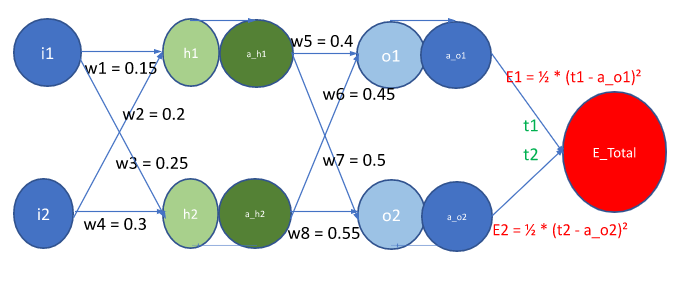 i1
h1
a_h1
w5 = 0.4
o1
a_o1
w1 = 0.15
E1 = ½ * (t1 - a_o1)²
w6 = 0.45
w2 = 0.2
t1
t2
E_Total
w3 = 0.25
w7 = 0.5
i2
h2
a_h2
o2
a_o2
w4 = 0.3
w8 = 0.55
E2 = ½ * (t2 - a_o2)²